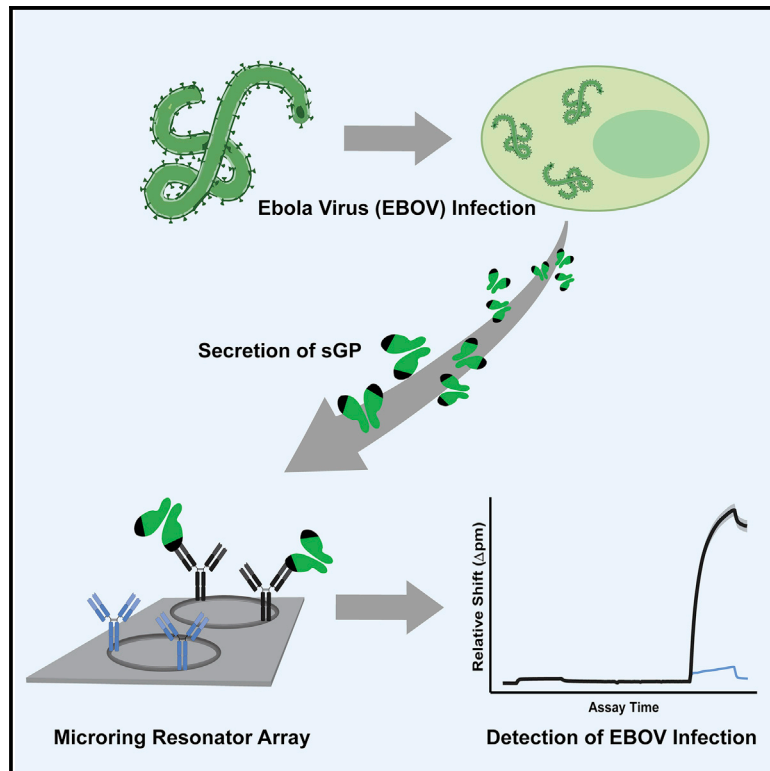 Ebola Virus (EBOV) Infection
Secretion of sGP
Relative Shift (Δpm)
Assay Time
Microring Resonator Array
Detection of EBOV Infection